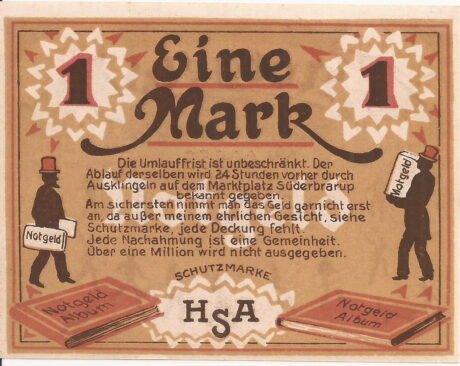 1 Eine 1
Mark
Die Umlauffrist ist unbeschränkt. Der
Ablauf derselben wird 24 Stunden vorher durch
Ausklingeln auf dem Marktplatz Süderbrarup
bekannt gegeben.
Am sichersten nimmt man das Geld garnicht erst
an, da außer meinem ehrlichen Gesicht, siehe
Schutzmarke, jede Deckung fehlt.
Jede Nachahmung ist eine Gemeinheit.
Über eine Million wird nicht ausgegeben.
Notgeld
Notgeld
SCHUTZMARKE
HSA
Notgeld
Album
Notgeld
Album